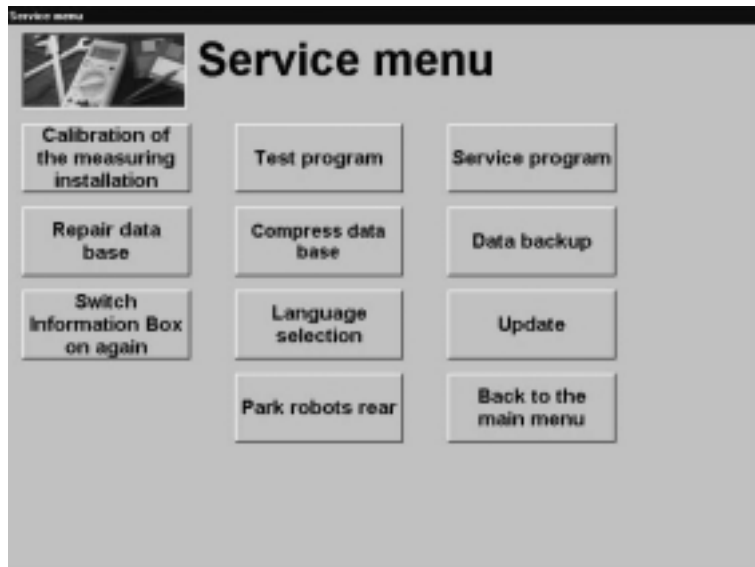 Service menu
Service menu
Calibration of
the measuring
installation
Test program
Service program
Repair data
base
Compress data
base
Data backup
Switch
Information Box
on again
Language
selection
Update
Park robots rear
Back to the
main menu